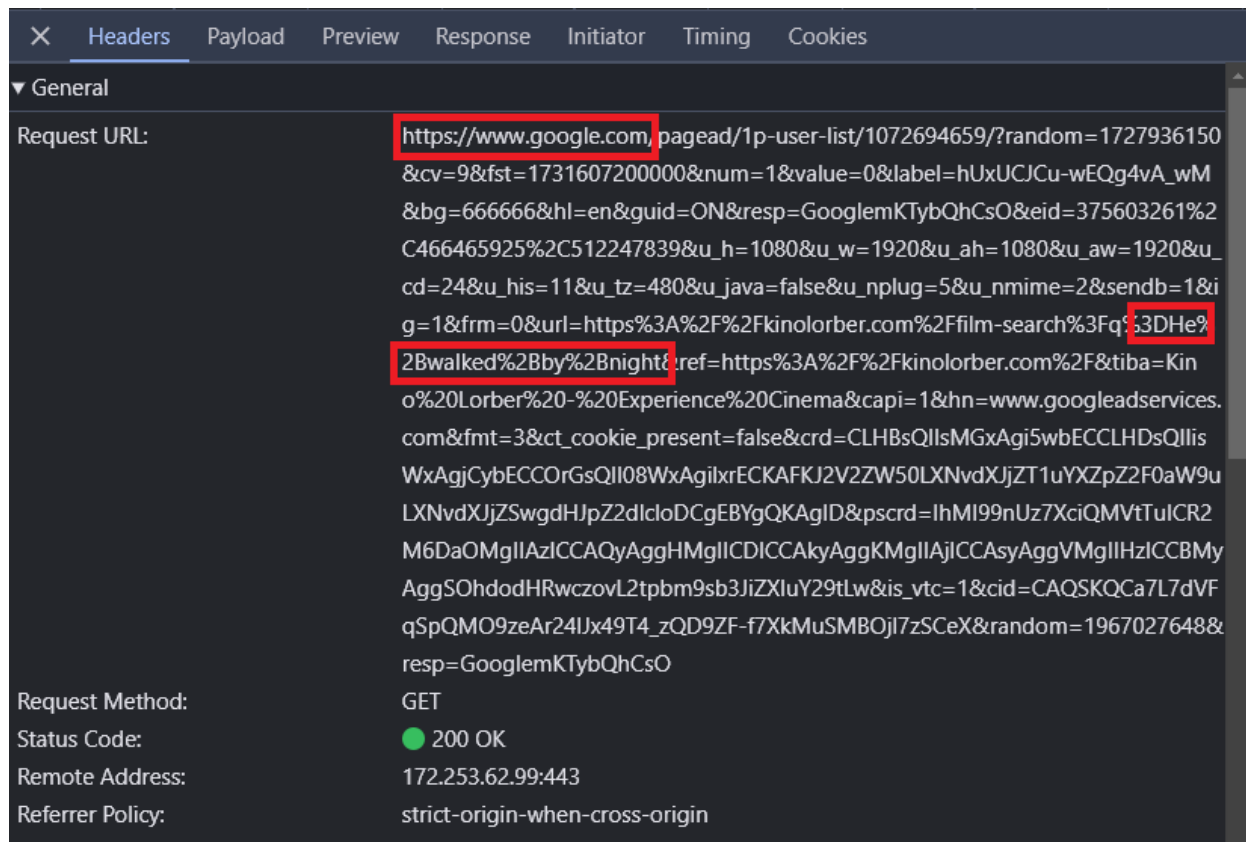 Headers Payload Preview Response Initiator Timing Cookies
General
Request URL: https://www.google.com/pagead/1p-user-list/1072694659/?random=1727936150
&cv=9&fst=1731607200000&num=1&value=0&label=hUxUCJCu-wEQg4vA_wM
&bg=666666&hl=en&guid=ON&resp=GooglemKTybQhCsO&eid=375603261%2
C466465925%2C512247839&u_h=1080&u_w=1920&u_ah=1080&u_aw=1920&u_
cd=24&u_his=11&u_tz=480&u_java=false&u_nplug=5&u_nmime=2&sendb=1&i
g=1&frm=0&url=https%3A%2F%2Fkinolorber.com%2Ffilm-search%3Fq%3DHe%
2Bwalked%2Bby%2Bnight&ref=https%3A%2F%2Fkinolorber.com%2F&tiba=Kin
o%20Lorber%20-%20Experience%20Cinema&capi=1&hn=www.googleadservices.
com&fmt=3&ct_cookie_present=false&crd=CLHBsQIIsMGxAgi5wbECCLHDsQIIis
WxAgjCybECCOrGsQII08WxAgilxrECKAFKJ2V2ZW50LXNvdXJjZT1uYXZpZ2F0aW9u
LXNvdXJjZSwgdHJpZ2dlcloDCgEBYgQKAgID&pscrd=IhMI99nUz7XciQMVtTuICR2
M6DaOMgIIAzICCAQyAggHMgIICDICCAkyAggKMgIIAjICCAsyAggVMgIIHzICCBMy
AggSOhdodHRwczovL2tpbm9sb3JiZXIuY29tLw&is_vtc=1&cid=CAQSKQCa7L7dVF
qSpQMO9zeAr24IJx49T4_zQD9ZF-f7XkMuSMBOjI7zSCeX&random=1967027648&
resp=GooglemKTybQhCsO
Request Method: GET
Status Code: 200 OK
Remote Address: 172.253.62.99:443
Referrer Policy: strict-origin-when-cross-origin